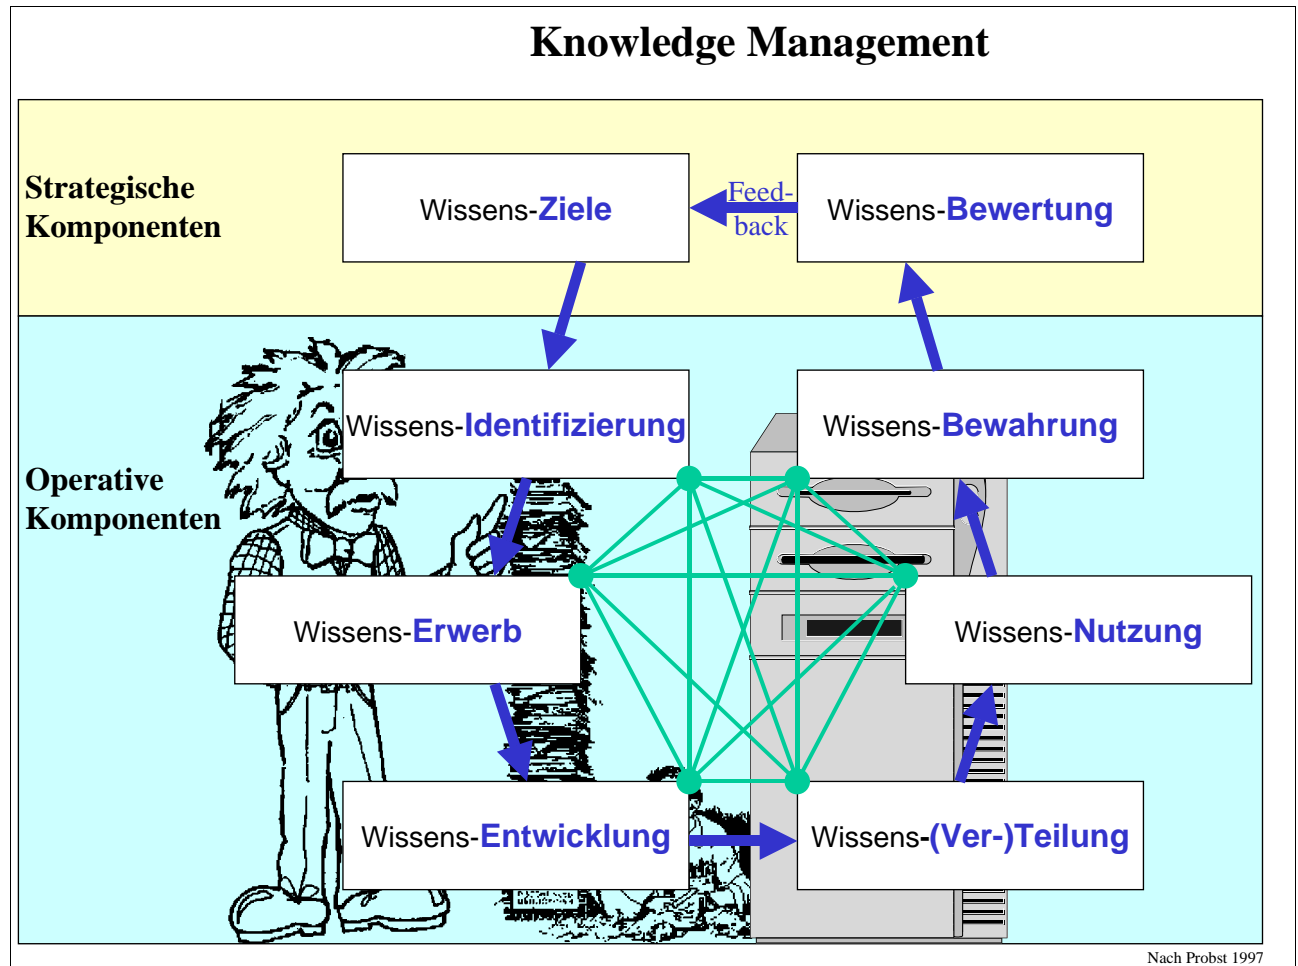 Knowledge Management
Strategische
Komponenten
Wissens-Ziele
Feed-
back
Wissens-Bewertung
Wissens-Identifizierung
Wissens-Bewahrung
Operative
Komponenten
Wissens-Erwerb
Wissens-Nutzung
Wissens-Entwicklung
Wissens-(Ver-)Teilung
Nach Probst 1997